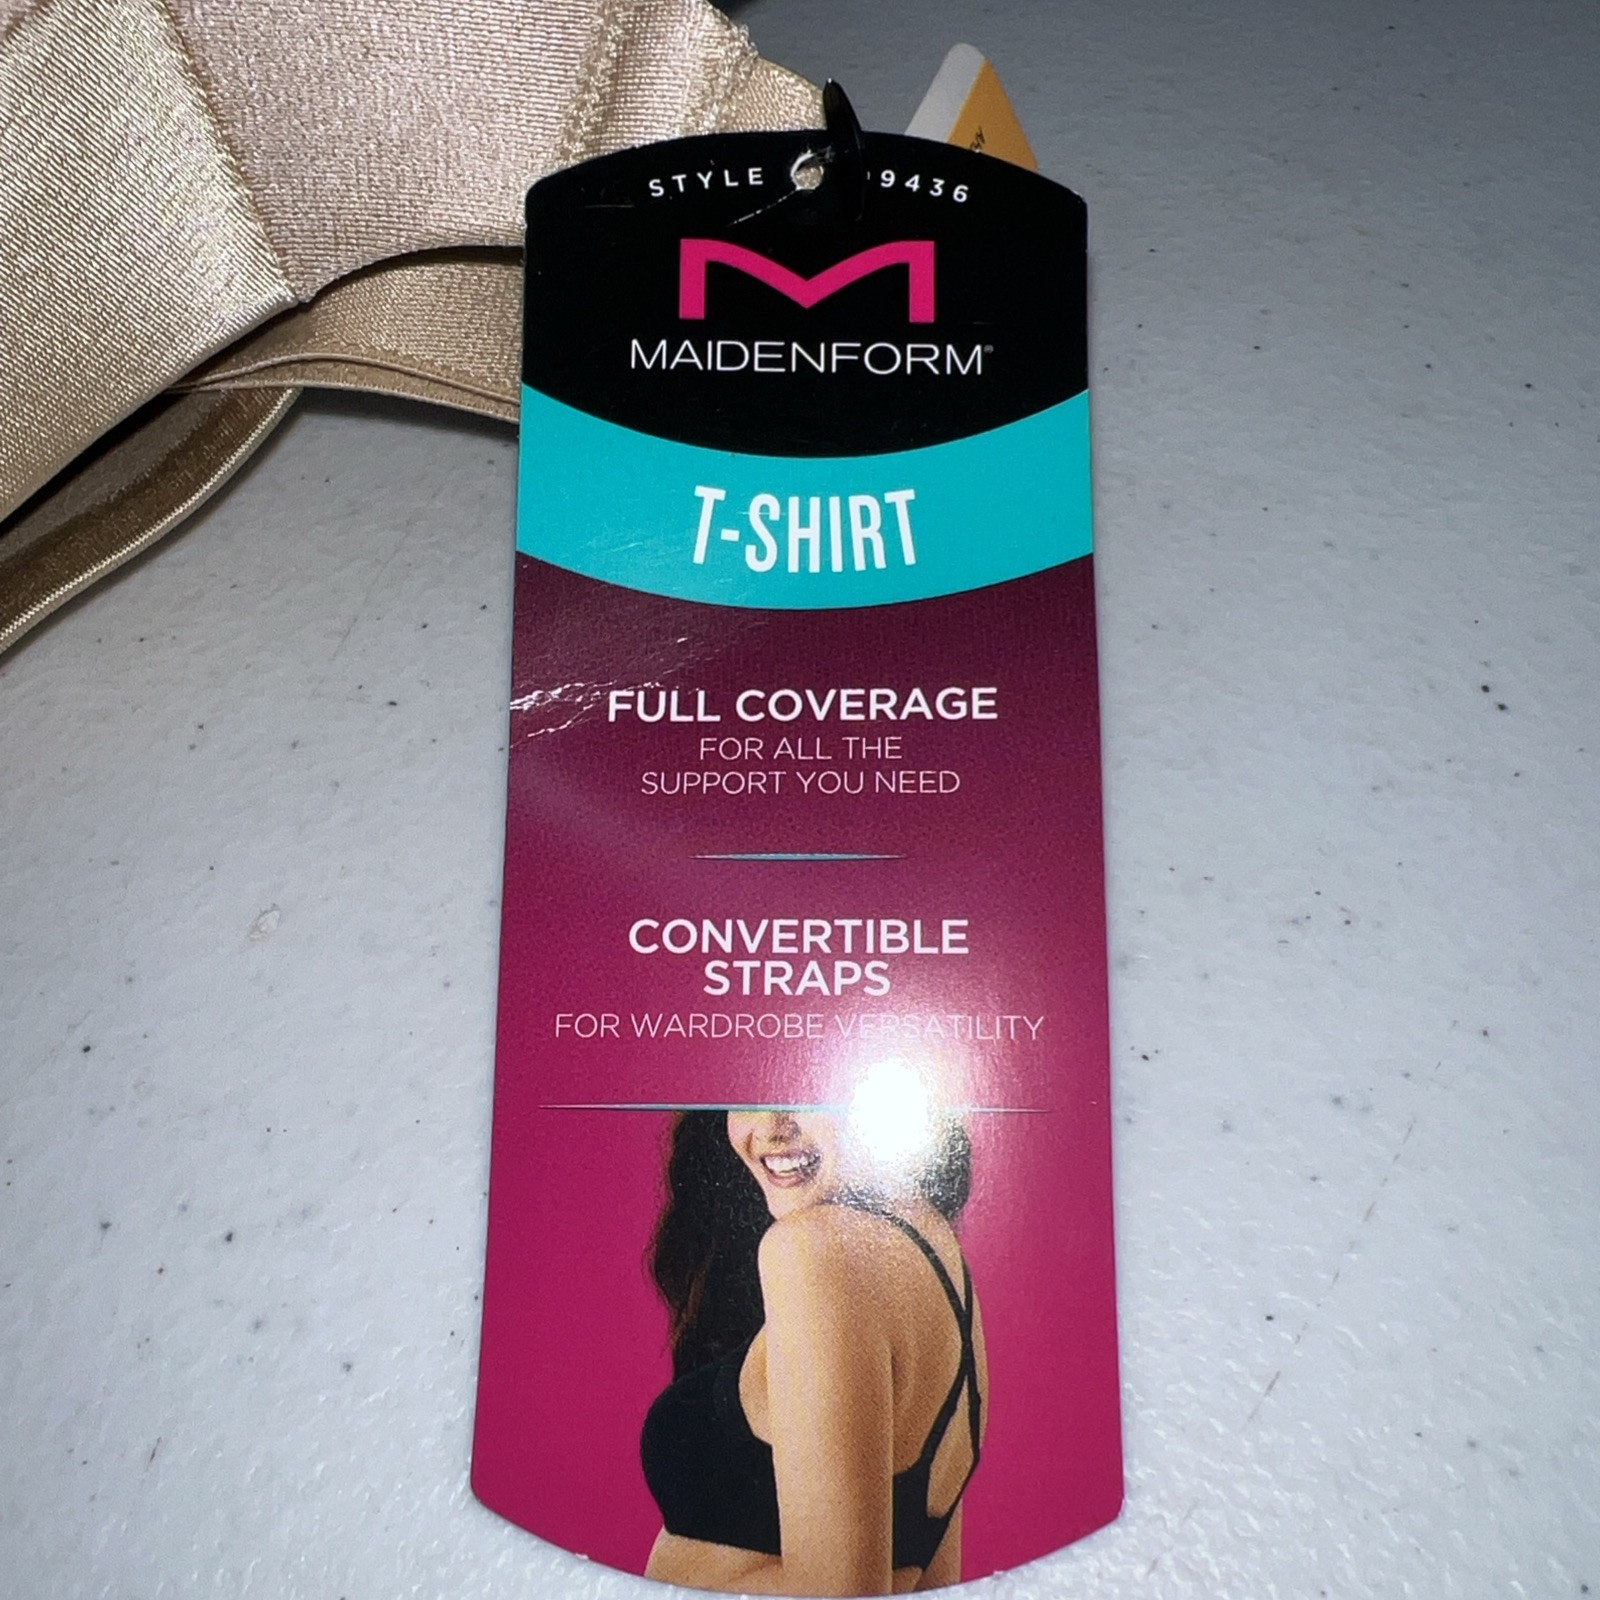 STYLE 9436
MAIDENFORM®
T-SHIRT
FULL COVERAGE
FOR ALL THE
SUPPORT YOU NEED
CONVERTIBLE
STRAPS
FOR WARDROBE VERSATILITY